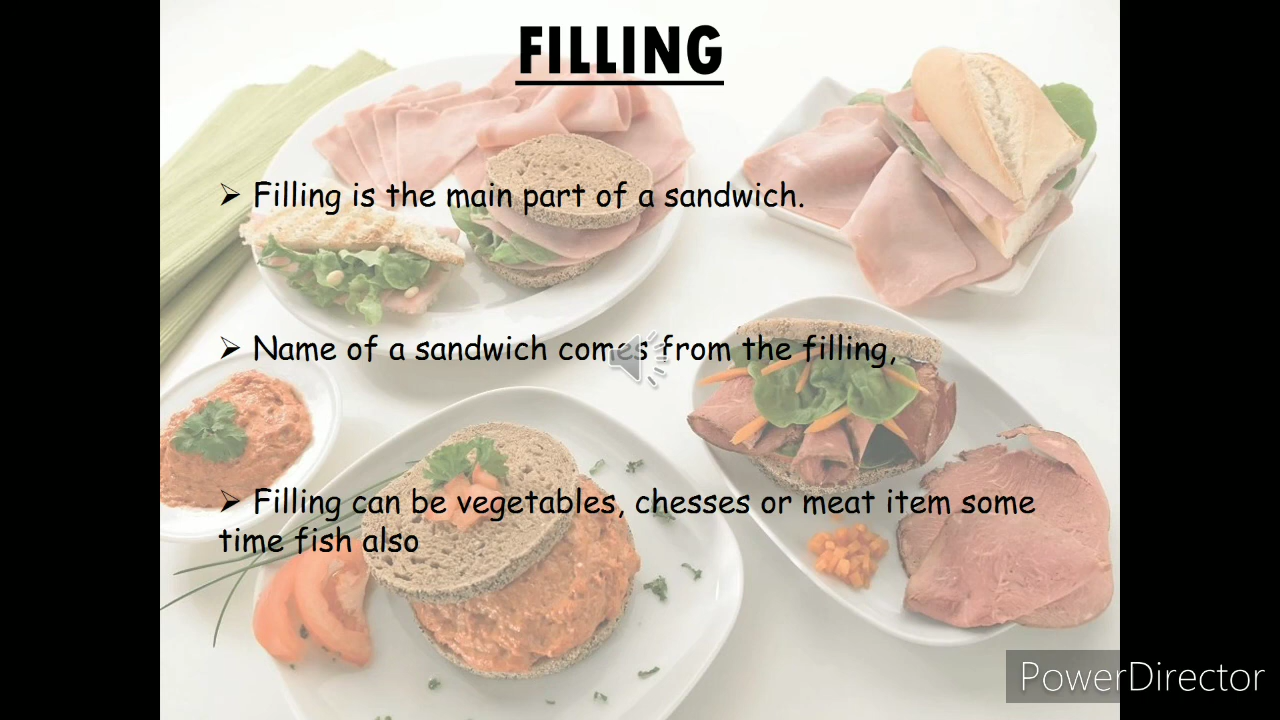 FILLING
➢ Filling is the main part of a sandwich.
➢ Name of a sandwich comes from the filling,
➢ Filling can be vegetables, chesses or meat item some
time fish also
PowerDirector